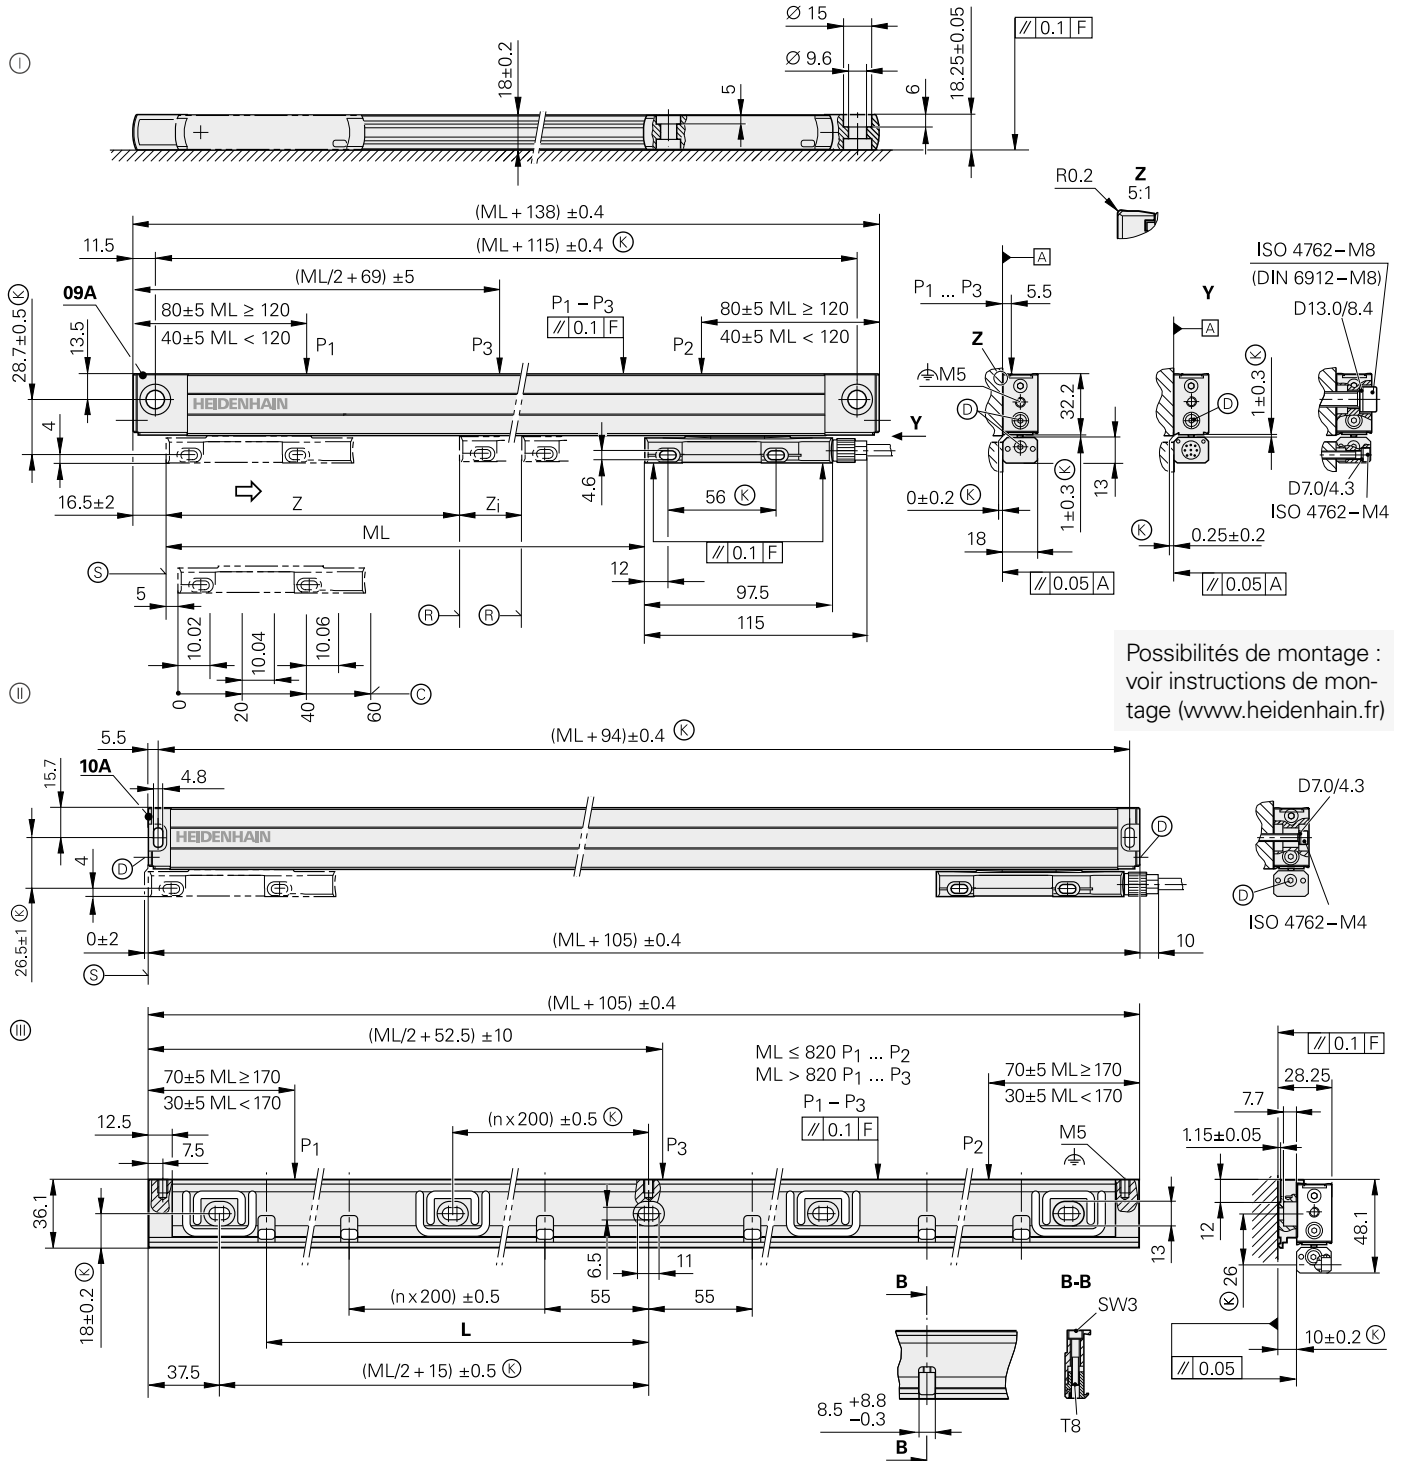 Ⓘ
18±0.2
Ø 15
Ø 9.6
5
6
18.25±0.05
// 0.1 F
R0.2
Z
5:1
(ML + 138) ±0.4
11.5
(ML + 115) ±0.4 Ⓚ
(ML/2 + 69) ±5
09A
80±5 ML ≥ 120
40±5 ML < 120
P1
P3
P1 – P3
// 0.1 F
P2
80±5 ML ≥ 120
40±5 ML < 120
28.7±0.5 Ⓚ
13.5
4
HEIDENHAIN
Y
16.5±2
Z
Zi
4.6
56 Ⓚ
ML
// 0.1 F
12
97.5
115
Ⓢ
5
Ⓡ
Ⓡ
10.02
10.04
10.06
0
20
40
60
Ⓒ
A
P1 ... P3
5.5
Z
M5
Ⓓ
32.2
0±0.2 Ⓚ
1±0.3 Ⓚ
13
18
// 0.05 A
Y
A
1±0.3 Ⓚ
Ⓓ
Ⓚ
0.25±0.2
// 0.05 A
ISO 4762–M8
(DIN 6912–M8)
D13.0/8.4
D7.0/4.3
ISO 4762–M4
Possibilités de montage :
voir instructions de mon-
tage (www.heidenhain.fr)
Ⓘ Ⓘ
5.5
(ML + 94)±0.4 Ⓚ
10A
4.8
15.7
HEIDENHAIN
Ⓓ
Ⓓ
4
26.5±1 Ⓚ
0±2
(ML + 105) ±0.4
10
Ⓢ
D7.0/4.3
Ⓓ
ISO 4762–M4
Ⓘ Ⓘ Ⓘ
(ML + 105) ±0.4
(ML/2 + 52.5) ±10
70±5 ML ≥ 170
30±5 ML < 170
ML ≤ 820 P1 ... P2
ML > 820 P1 ... P3
70±5 ML ≥ 170
30±5 ML < 170
12.5
7.5
P1
(n x 200) ±0.5 Ⓚ
P3
P1 – P3
// 0.1 F
P2
M5
36.1
18±0.2 Ⓚ
6.5
11
13
(n x 200) ±0.5
55
55
L
37.5
(ML/2 + 15) ±0.5 Ⓚ
B
B-B
SW3
8.5 +8.8 –0.3
T8
B
// 0.1 F
28.25
7.7
1.15±0.05
12
48.1
Ⓚ 26
10±0.2 Ⓚ
// 0.05